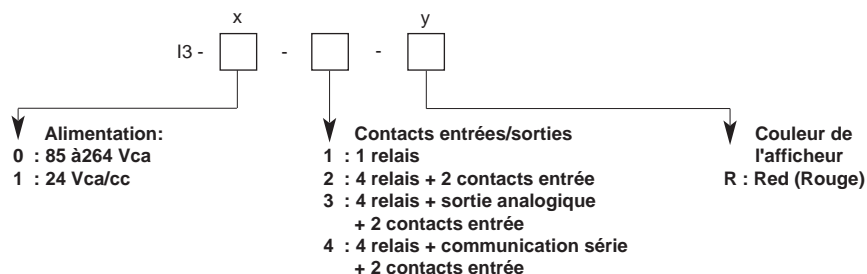 x y
I3 - - -
Alimentation:
0 : 85 à264 Vca
1 : 24 Vca/cc
Contacts entrées/sorties
1 : 1 relais
2 : 4 relais + 2 contacts entrée
3 : 4 relais + sortie analogique
+ 2 contacts entrée
4 : 4 relais + communication série
+ 2 contacts entrée
Couleur de
l'afficheur
R : Red (Rouge)